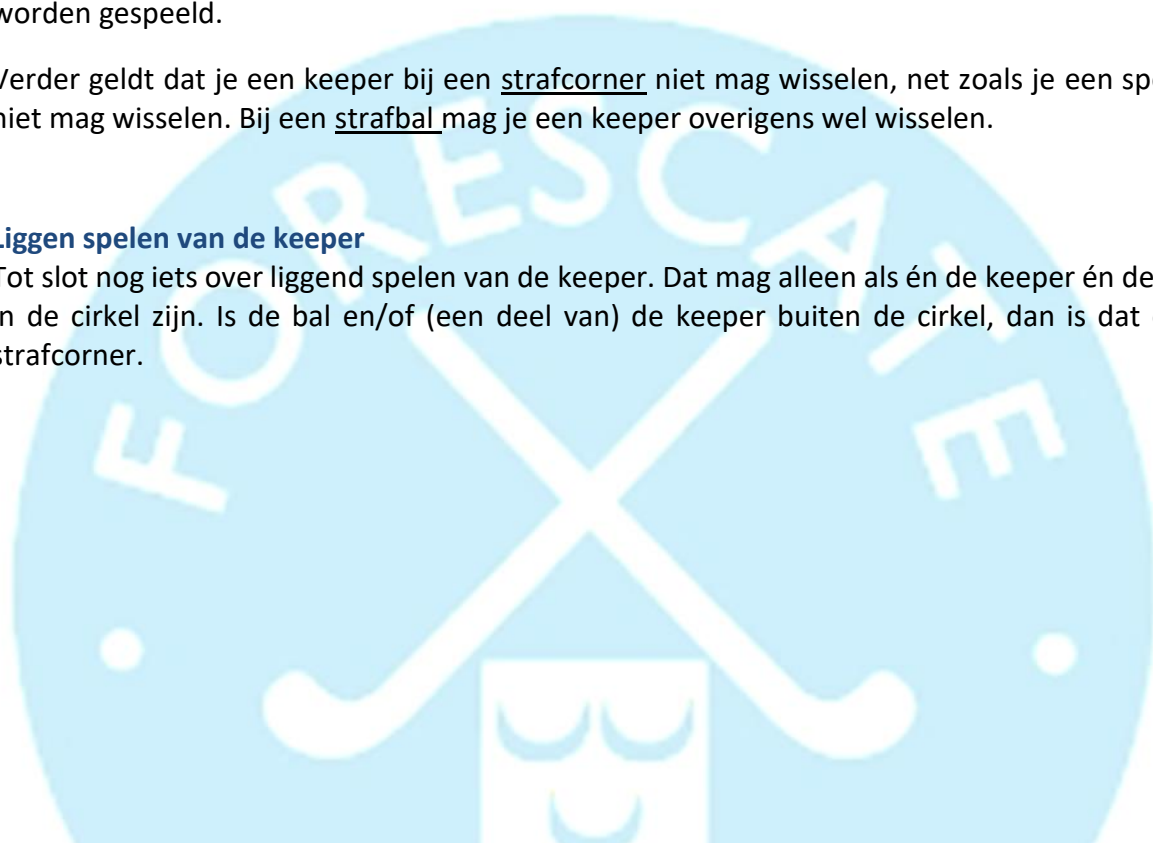 worden gespeeld.
Verder geldt dat je een keeper bij een strafcorner niet mag wisselen, net zoals je een spe
niet mag wisselen. Bij een strafbal mag je een keeper overigens wel wisselen.
Liggen spelen van de keeper
Tot slot nog iets over liggend spelen van de keeper. Dat mag alleen als én de keeper én de
in de cirkel zijn. Is de bal en/of (een deel van) de keeper buiten de cirkel, dan is dat
strafcorner.
FORESCATE